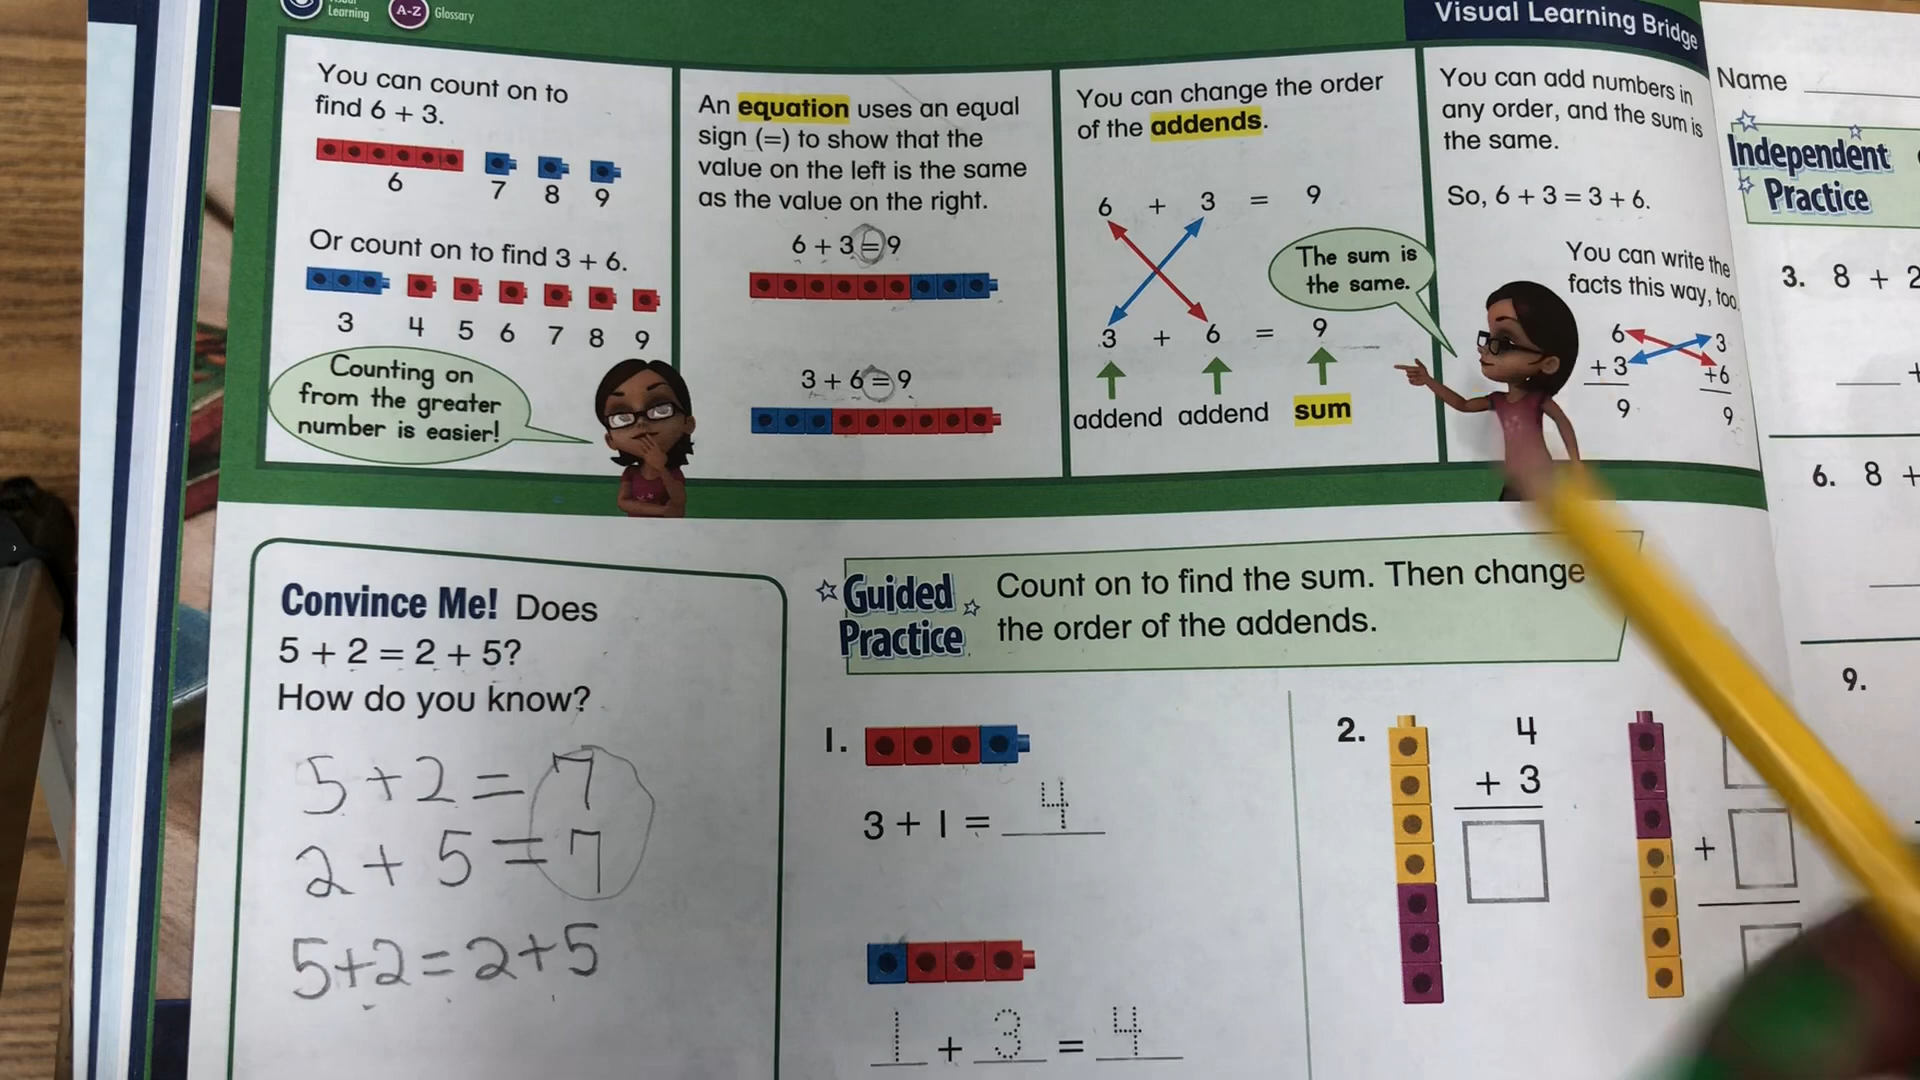 Learning
A-Z Glossary
Visual Learning Bridge
You can count on to
find 6 + 3.
6 7 8 9
Or count on to find 3 + 6.
3 4 5 6 7 8 9
Counting on
from the greater
number is easier!
An equation uses an equal
sign (=) to show that the
value on the left is the same
as the value on the right.
6 + 3 = 9
3 + 6 = 9
You can change the order
of the addends.
6 + 3 = 9
The sum is
the same.
3 + 6 = 9
addend addend sum
You can add numbers in
any order, and the sum is
the same.
So, 6 + 3 = 3 + 6.
You can write the
facts this way, too.
6 3
+ 3 +6
9 9
Name
Independent
Practice
3. 8 + 2
+
6. 8 +
9.
Convince Me! Does
5 + 2 = 2 + 5?
How do you know?
5 + 2 = 7
2 + 5 = 7
5+2=2+5
Guided
Practice
Count on to find the sum. Then change
the order of the addends.
1.
3 + 1 = 4
1 + 3 = 4
2.
4
+ 3
+